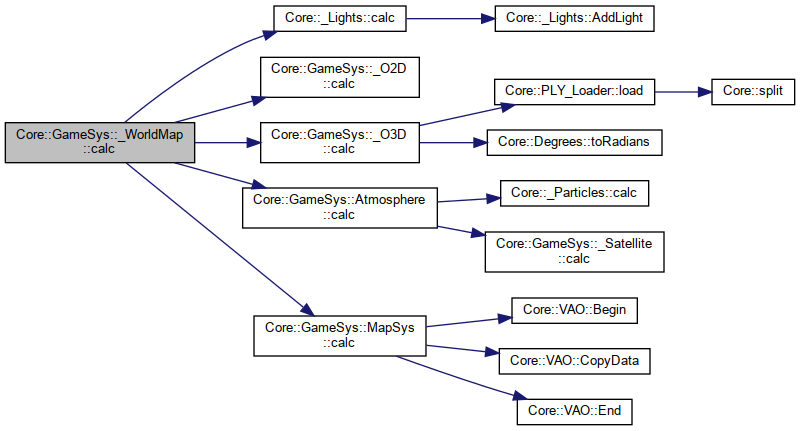 Core::GameSys::_WorldMap
::calc
Core::_Lights::calc
Core::_Lights::AddLight
Core::GameSys::_O2D
::calc
Core::GameSys::_O3D
::calc
Core::PLY_Loader::load
Core::split
Core::Degrees::toRadians
Core::GameSys::Atmosphere
::calc
Core::_Particles::calc
Core::GameSys::_Satellite
::calc
Core::GameSys::MapSys
::calc
Core::VAO::Begin
Core::VAO::CopyData
Core::VAO::End